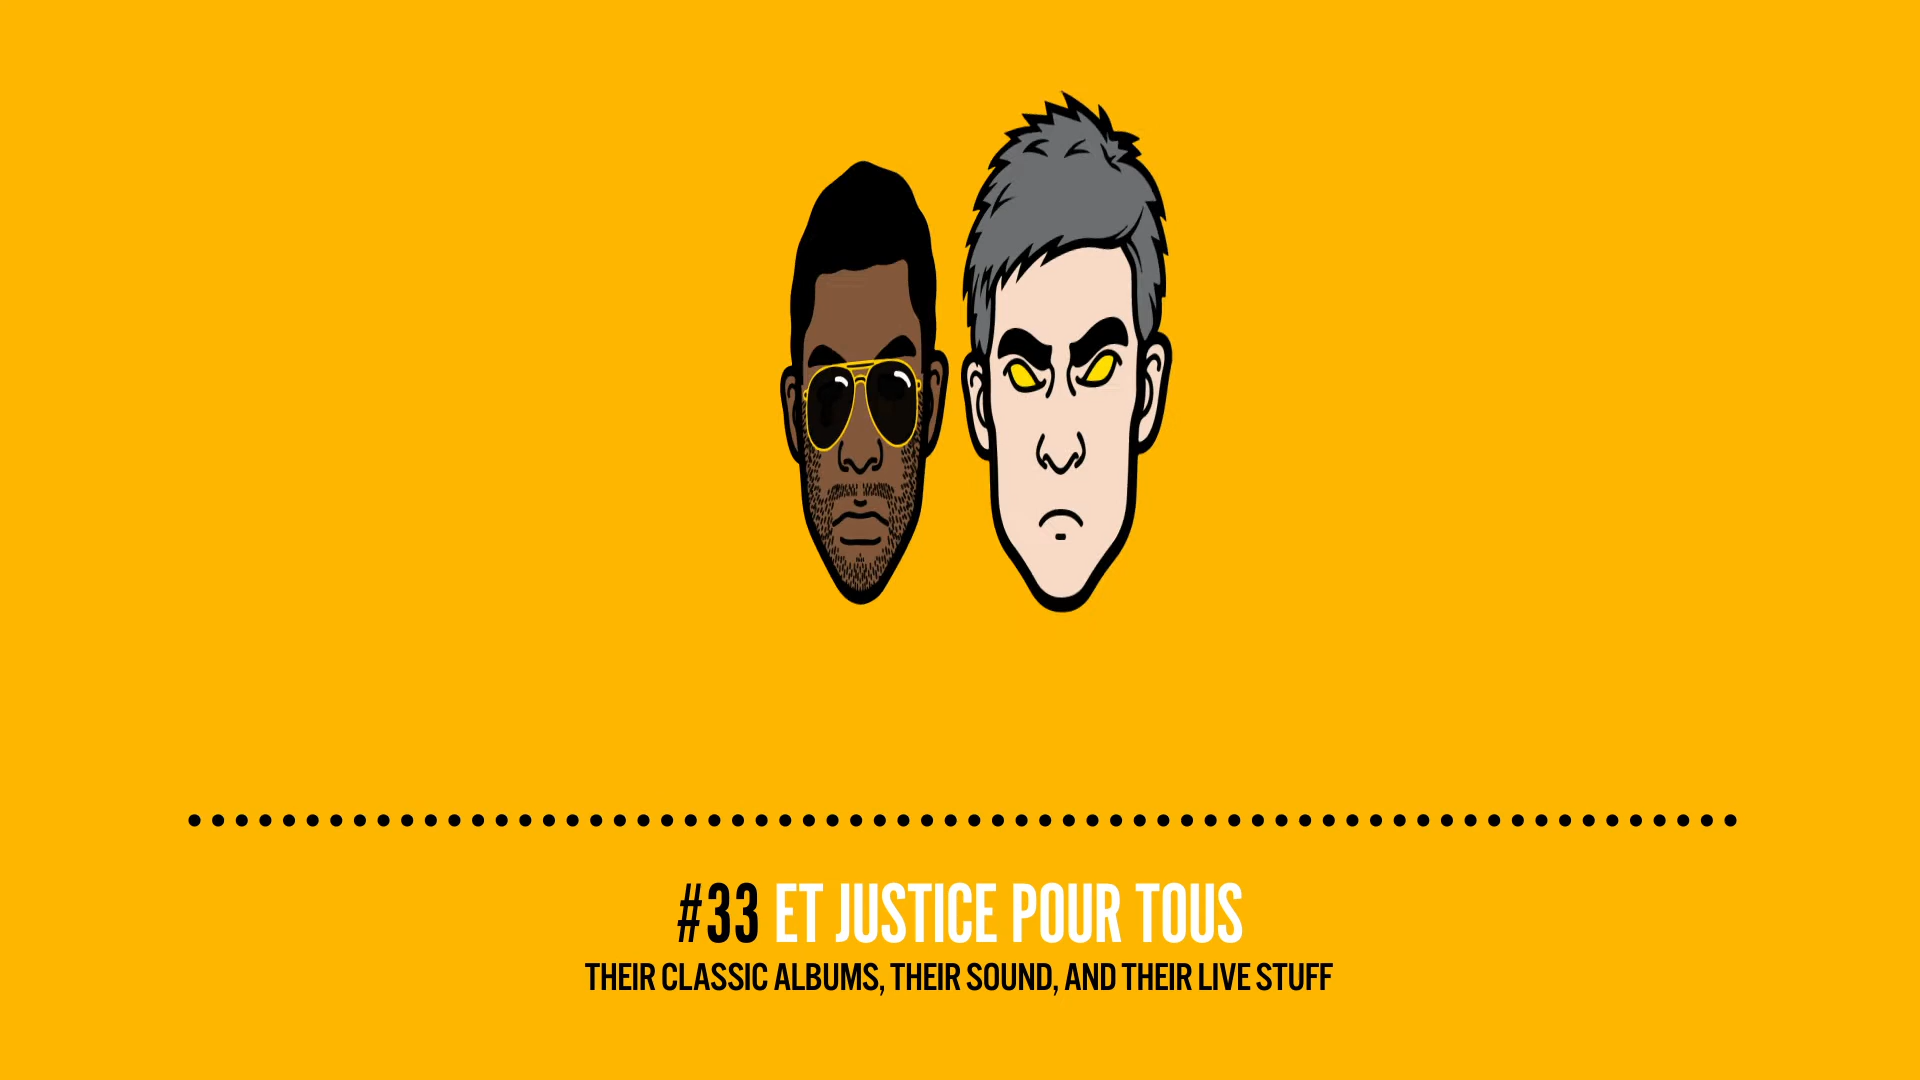 #33 ET JUSTICE POUR TOUS
THEIR CLASSIC ALBUMS, THEIR SOUND, AND THEIR LIVE STUFF